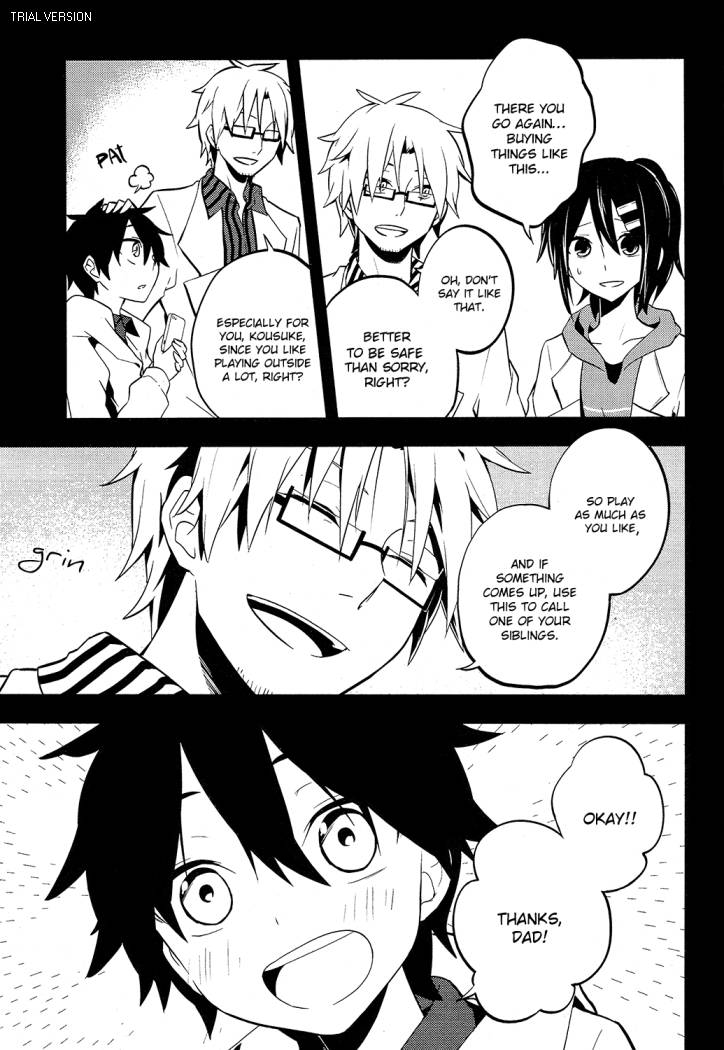 TRIAL VERSION
THERE YOU
GO AGAIN...
BUYING
THINGS LIKE
THIS...
OH, DON'T
SAY IT LIKE
THAT.
BETTER
TO BE SAFE
THAN SORRY,
RIGHT?
PAT
ESPECIALLY FOR
YOU, KOUSUKE,
SINCE YOU LIKE
PLAYING OUTSIDE
A LOT, RIGHT?
SO PLAY
AS MUCH AS
YOU LIKE,
AND IF
SOMETHING
COMES UP, USE
THIS TO CALL
ONE OF YOUR
SIBLINGS.
grin
OKAY!!
THANKS,
DAD!